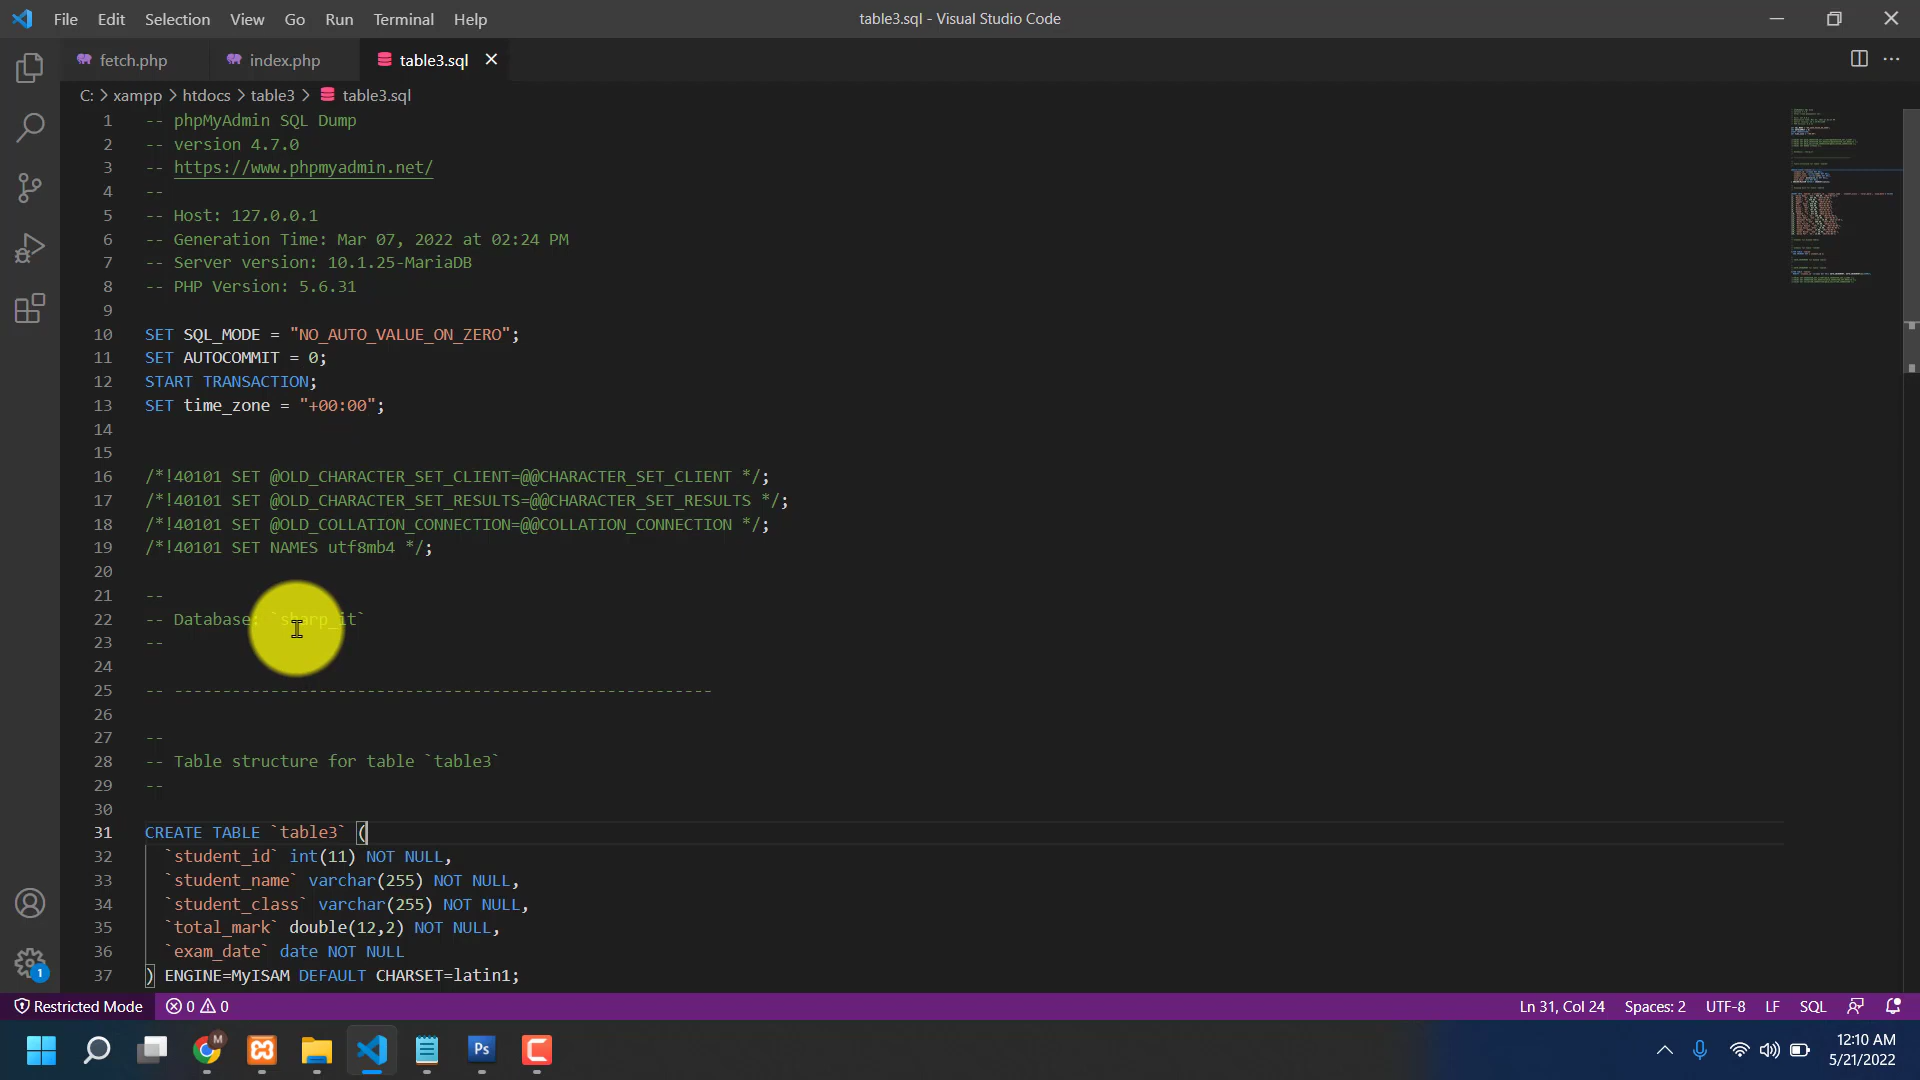 File Edit Selection View Go Run Terminal Help
table3.sql - Visual Studio Code
fetch.php index.php table3.sql
C: > xampp > htdocs > table3 > table3.sql
1 -- phpMyAdmin SQL Dump
2 -- version 4.7.0
3 -- https://www.phpmyadmin.net/
4 --
5 -- Host: 127.0.0.1
6 -- Generation Time: Mar 07, 2022 at 02:24 PM
7 -- Server version: 10.1.25-MariaDB
8 -- PHP Version: 5.6.31
9
10 SET SQL_MODE = "NO_AUTO_VALUE_ON_ZERO";
11 SET AUTOCOMMIT = 0;
12 START TRANSACTION;
13 SET time_zone = "+00:00";
14
15
16 /*!40101 SET @OLD_CHARACTER_SET_CLIENT=@@CHARACTER_SET_CLIENT */;
17 /*!40101 SET @OLD_CHARACTER_SET_RESULTS=@@CHARACTER_SET_RESULTS */;
18 /*!40101 SET @OLD_COLLATION_CONNECTION=@@COLLATION_CONNECTION */;
19 /*!40101 SET NAMES utf8mb4 */;
20
21 --
22 -- Database: `sharp_it`
23 --
24
25 -- --------------------------------------------------------
26
27 --
28 -- Table structure for table `table3`
29 --
30
31 CREATE TABLE `table3` (
32 `student_id` int(11) NOT NULL,
33 `student_name` varchar(255) NOT NULL,
34 `student_class` varchar(255) NOT NULL,
35 `total_mark` double(12,2) NOT NULL,
36 `exam_date` date NOT NULL
37 ) ENGINE=MyISAM DEFAULT CHARSET=latin1;
1
Restricted Mode 0 0 Ln 31, Col 24 Spaces: 2 UTF-8 LF SQL
M Ps 12:10 AM
5/21/2022